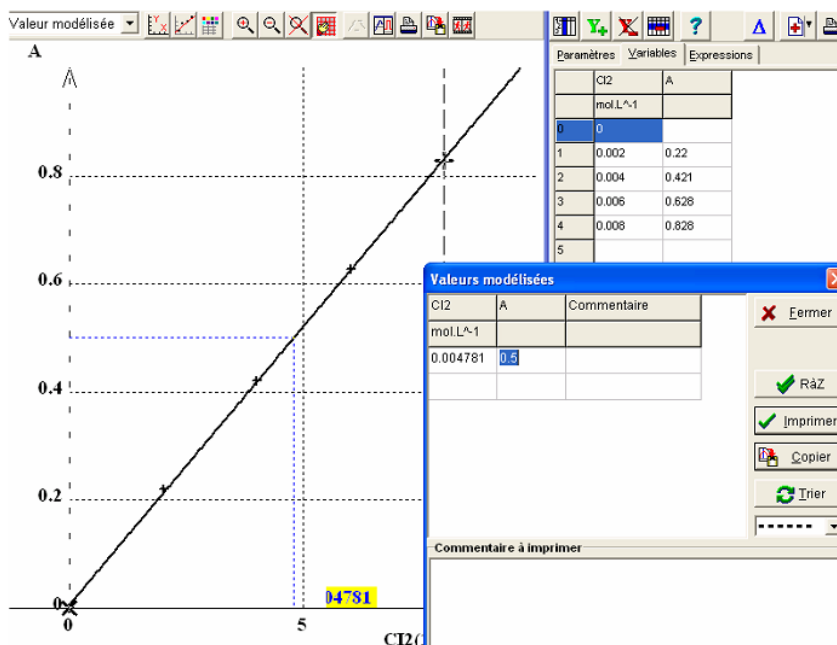 Valeur modélisée
A
0.8
0.6
0.4
0.2
0
0
5
04781
CI2(
Paramètres Variables Expressions
CI2 A
mol.L^-1
0 0
1 0.002 0.22
2 0.004 0.421
3 0.006 0.628
4 0.008 0.828
5
Valeurs modélisées
CI2 A Commentaire
mol.L^-1
0.004781 0.5
Fermer
RàZ
Imprimer
Copier
Trier
Commentaire à imprimer